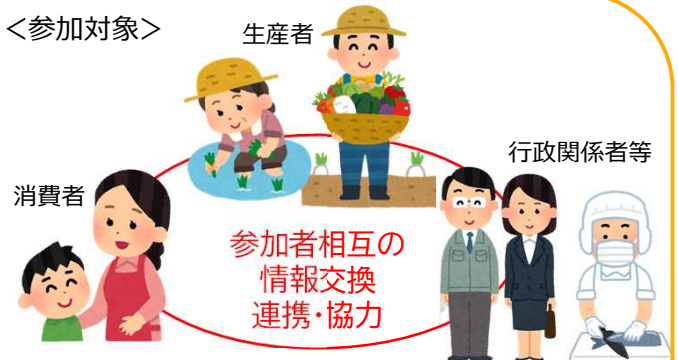 ＜参加対象＞
生産者
行政関係者等
消費者
参加者相互の
情報交換
連携・協力